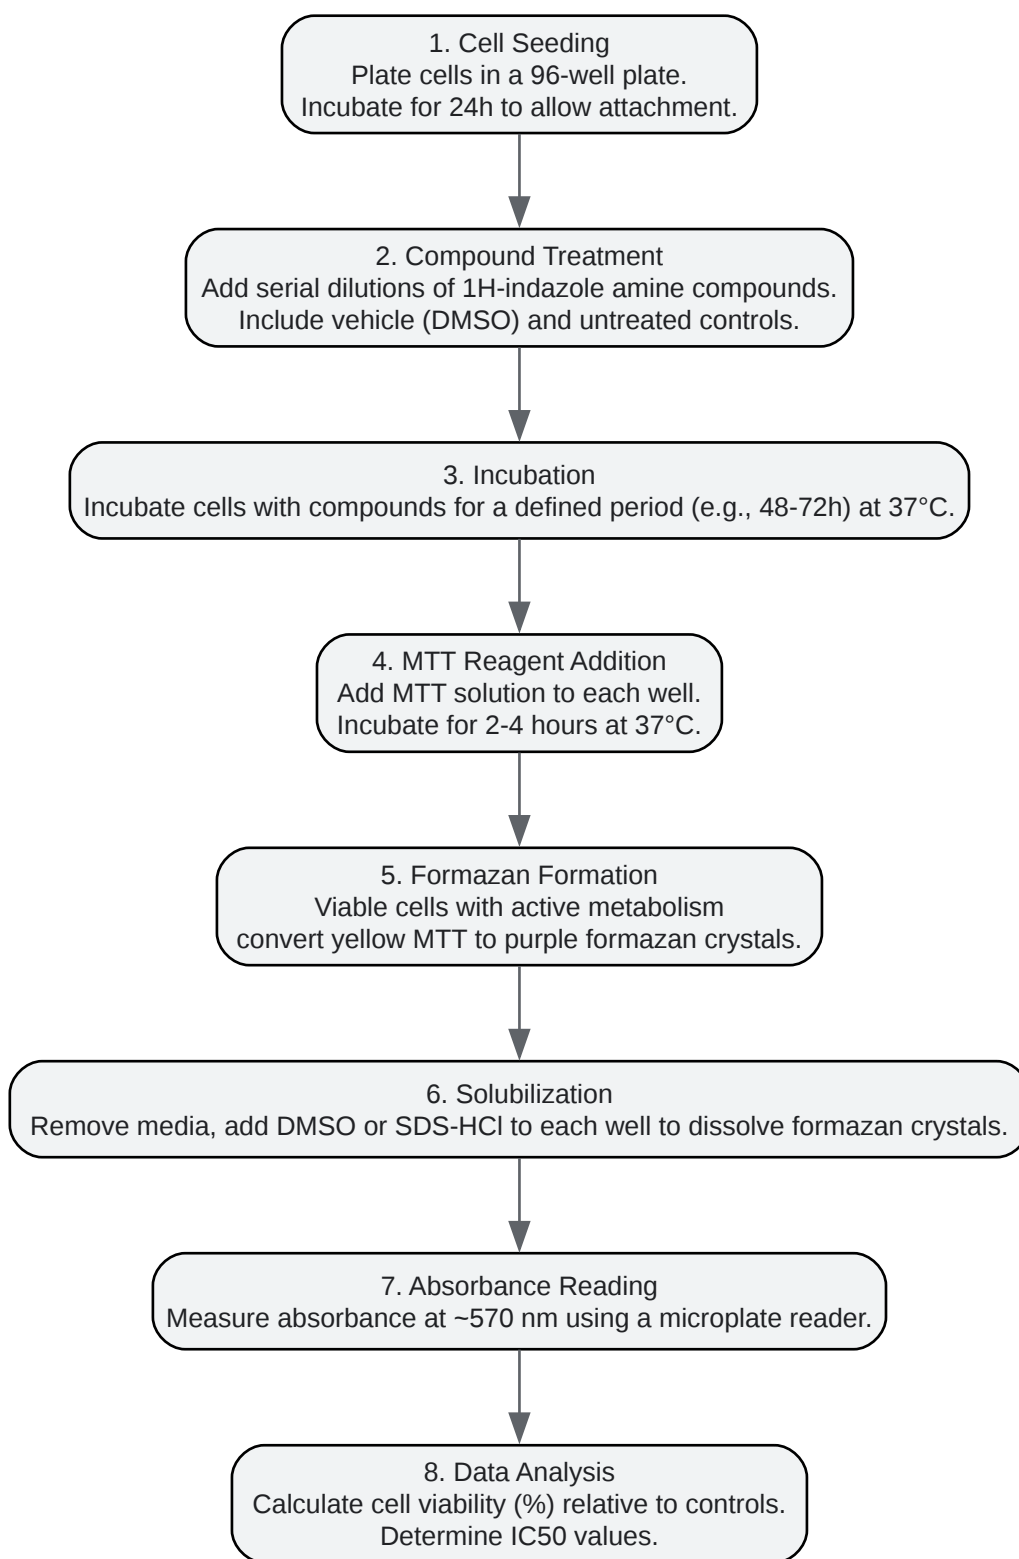 1. Cell Seeding
Plate cells in a 96-well plate.
Incubate for 24h to allow attachment.
2. Compound Treatment
Add serial dilutions of 1H-indazole amine compounds.
Include vehicle (DMSO) and untreated controls.
3. Incubation
Incubate cells with compounds for a defined period (e.g., 48-72h) at 37°C.
4. MTT Reagent Addition
Add MTT solution to each well.
Incubate for 2-4 hours at 37°C.
5. Formazan Formation
Viable cells with active metabolism
convert yellow MTT to purple formazan crystals.
6. Solubilization
Remove media, add DMSO or SDS-HCl to each well to dissolve formazan crystals.
7. Absorbance Reading
Measure absorbance at ~570 nm using a microplate reader.
8. Data Analysis
Calculate cell viability (%) relative to controls.
Determine IC50 values.